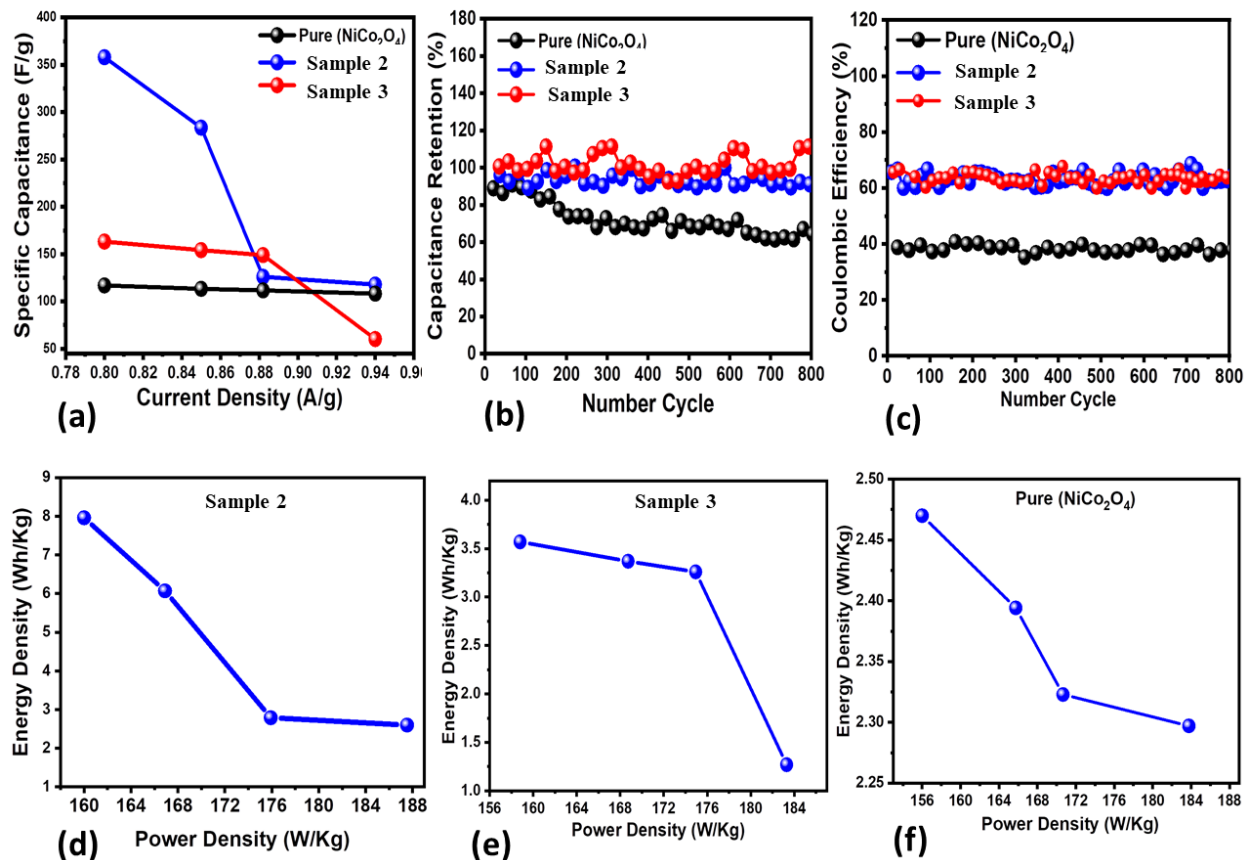 Specific Capacitance (F/g)
400
350
300
250
200
150
100
50
0.78 0.80 0.82 0.84 0.86 0.88 0.90 0.92 0.94 0.96
Current Density (A/g)
Pure (NiCo₂O₄)
Sample 2
Sample 3
(a)
Capacitance Retention (%)
180
160
140
120
100
80
60
40
20
0
0 100 200 300 400 500 600 700 800
Number Cycle
Pure (NiCo₂O₄)
Sample 2
Sample 3
(b)
Coulombic Efficiency (%)
120
100
80
60
40
20
0
0 100 200 300 400 500 600 700 800
Number Cycle
Pure (NiCo₂O₄)
Sample 2
Sample 3
(c)
Sample 2
Energy Density (Wh/Kg)
9
8
7
6
5
4
3
2
1
160 164 168 172 176 180 184 188
Power Density (W/Kg)
(d)
Sample 3
Energy Density (Wh/Kg)
4.0
3.5
3.0
2.5
2.0
1.5
1.0
156 160 164 168 172 176 180 184
Power Density (W/Kg)
(e)
Pure (NiCo₂O₄)
Energy Density (Wh/Kg)
2.50
2.45
2.40
2.35
2.30
2.25
156 160 164 168 172 176 180 184 188
Power Density (W/Kg)
(f)